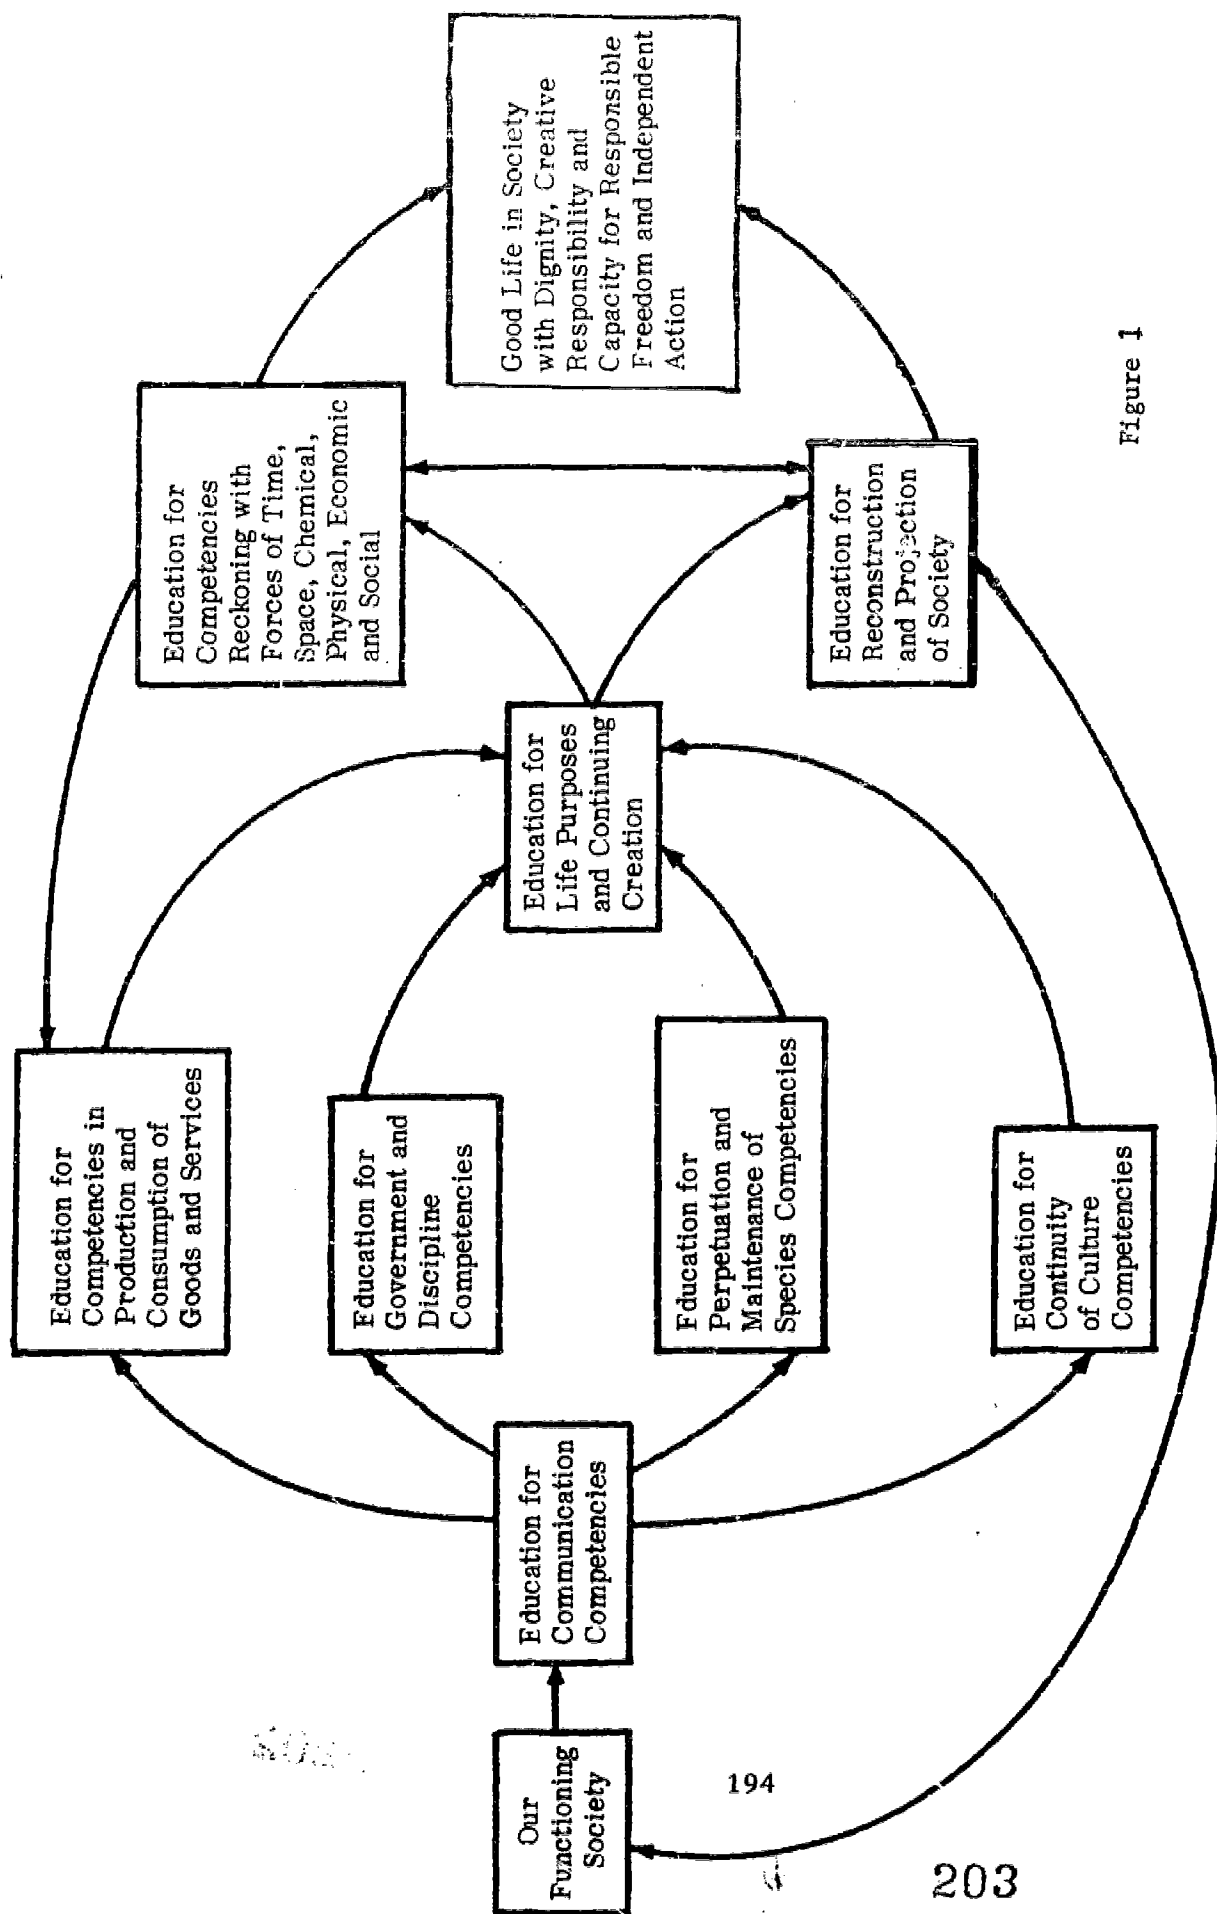 Our
Functioning
Society
Education for
Communication
Competencies
Education for
Competencies in
Production and
Consumption of
Goods and Services
Education for
Government and
Discipline
Competencies
Education for
Perpetuation and
Maintenance of
Species Competencies
Education for
Continuity
of Culture
Competencies
Education for
Life Purposes
and Continuing
Creation
Education for
Competencies
Reckoning with
Forces of Time,
Space, Chemical,
Physical, Economic
and Social
Education for
Reconstruction
and Projection
of Society
Good Life in Society
with Dignity, Creative
Responsibility and
Capacity for Responsible
Freedom and Independent
Action
Figure 1
194
203